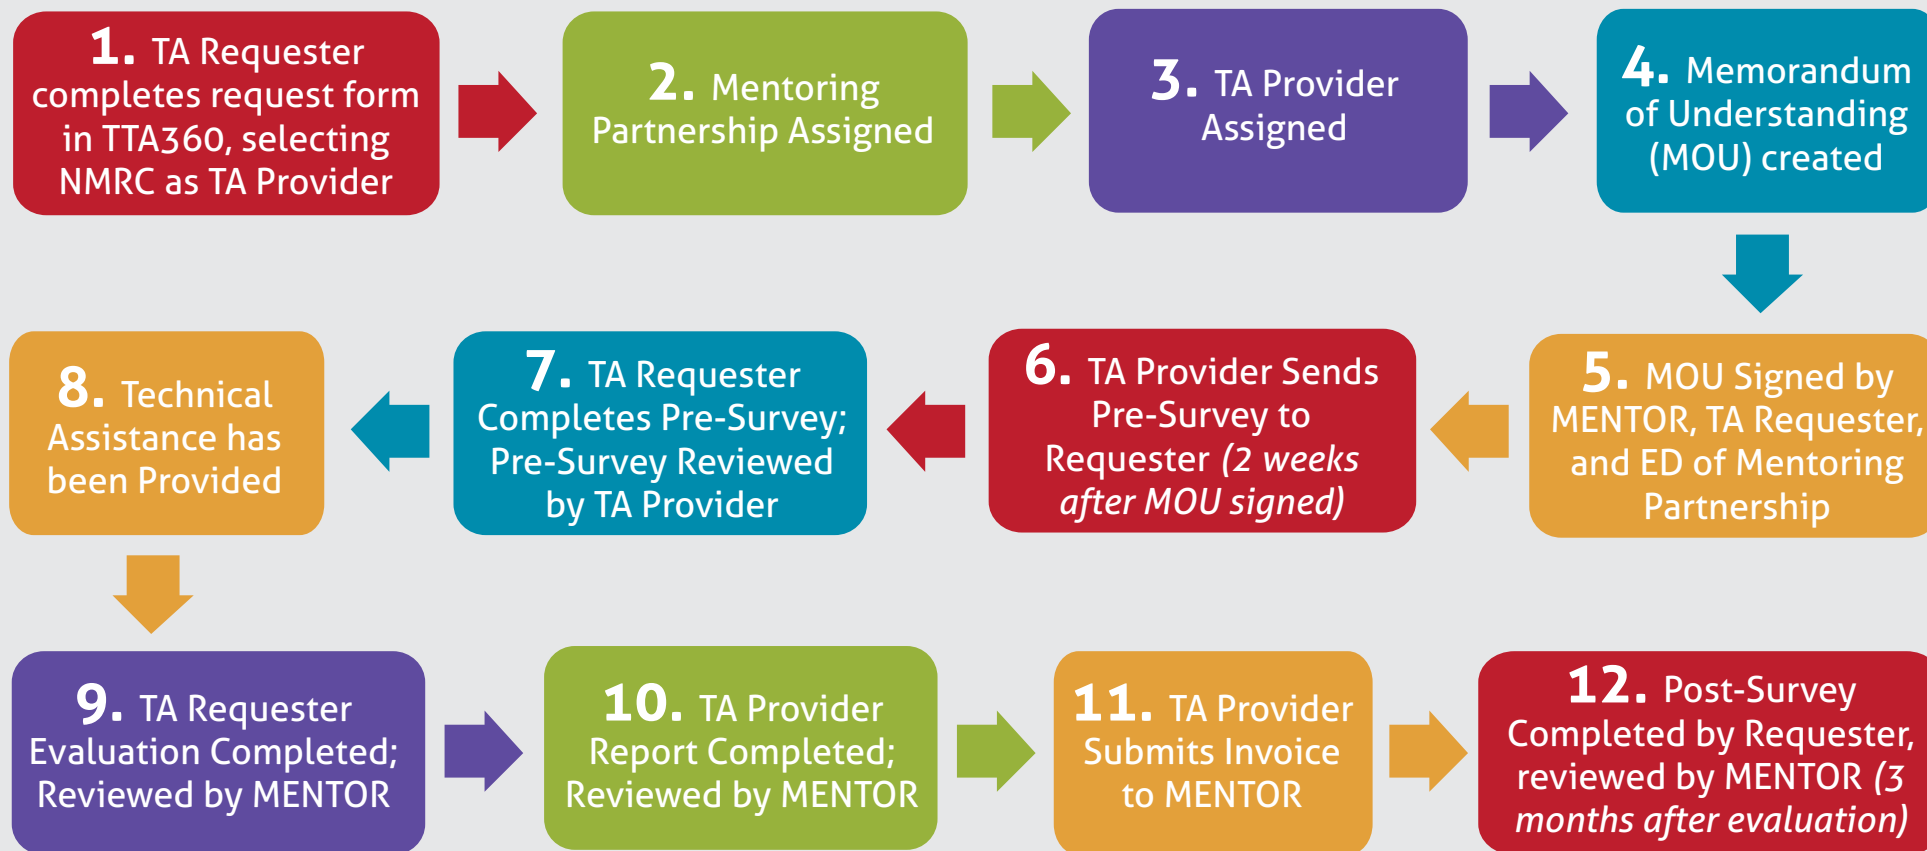 1. TA Requester
completes request form
in TTA360, selecting
NMRC as TA Provider
2. Mentoring
Partnership Assigned
3. TA Provider
Assigned
4. Memorandum
of Understanding
(MOU) created
5. MOU Signed by
MENTOR, TA Requester,
and ED of Mentoring
Partnership
6. TA Provider Sends
Pre-Survey to
Requester (2 weeks
after MOU signed)
7. TA Requester
Completes Pre-Survey;
Pre-Survey Reviewed
by TA Provider
8. Technical
Assistance has
been Provided
9. TA Requester
Evaluation Completed;
Reviewed by MENTOR
10. TA Provider
Report Completed;
Reviewed by MENTOR
11. TA Provider
Submits Invoice
to MENTOR
12. Post-Survey
Completed by Requester,
reviewed by MENTOR (3
months after evaluation)